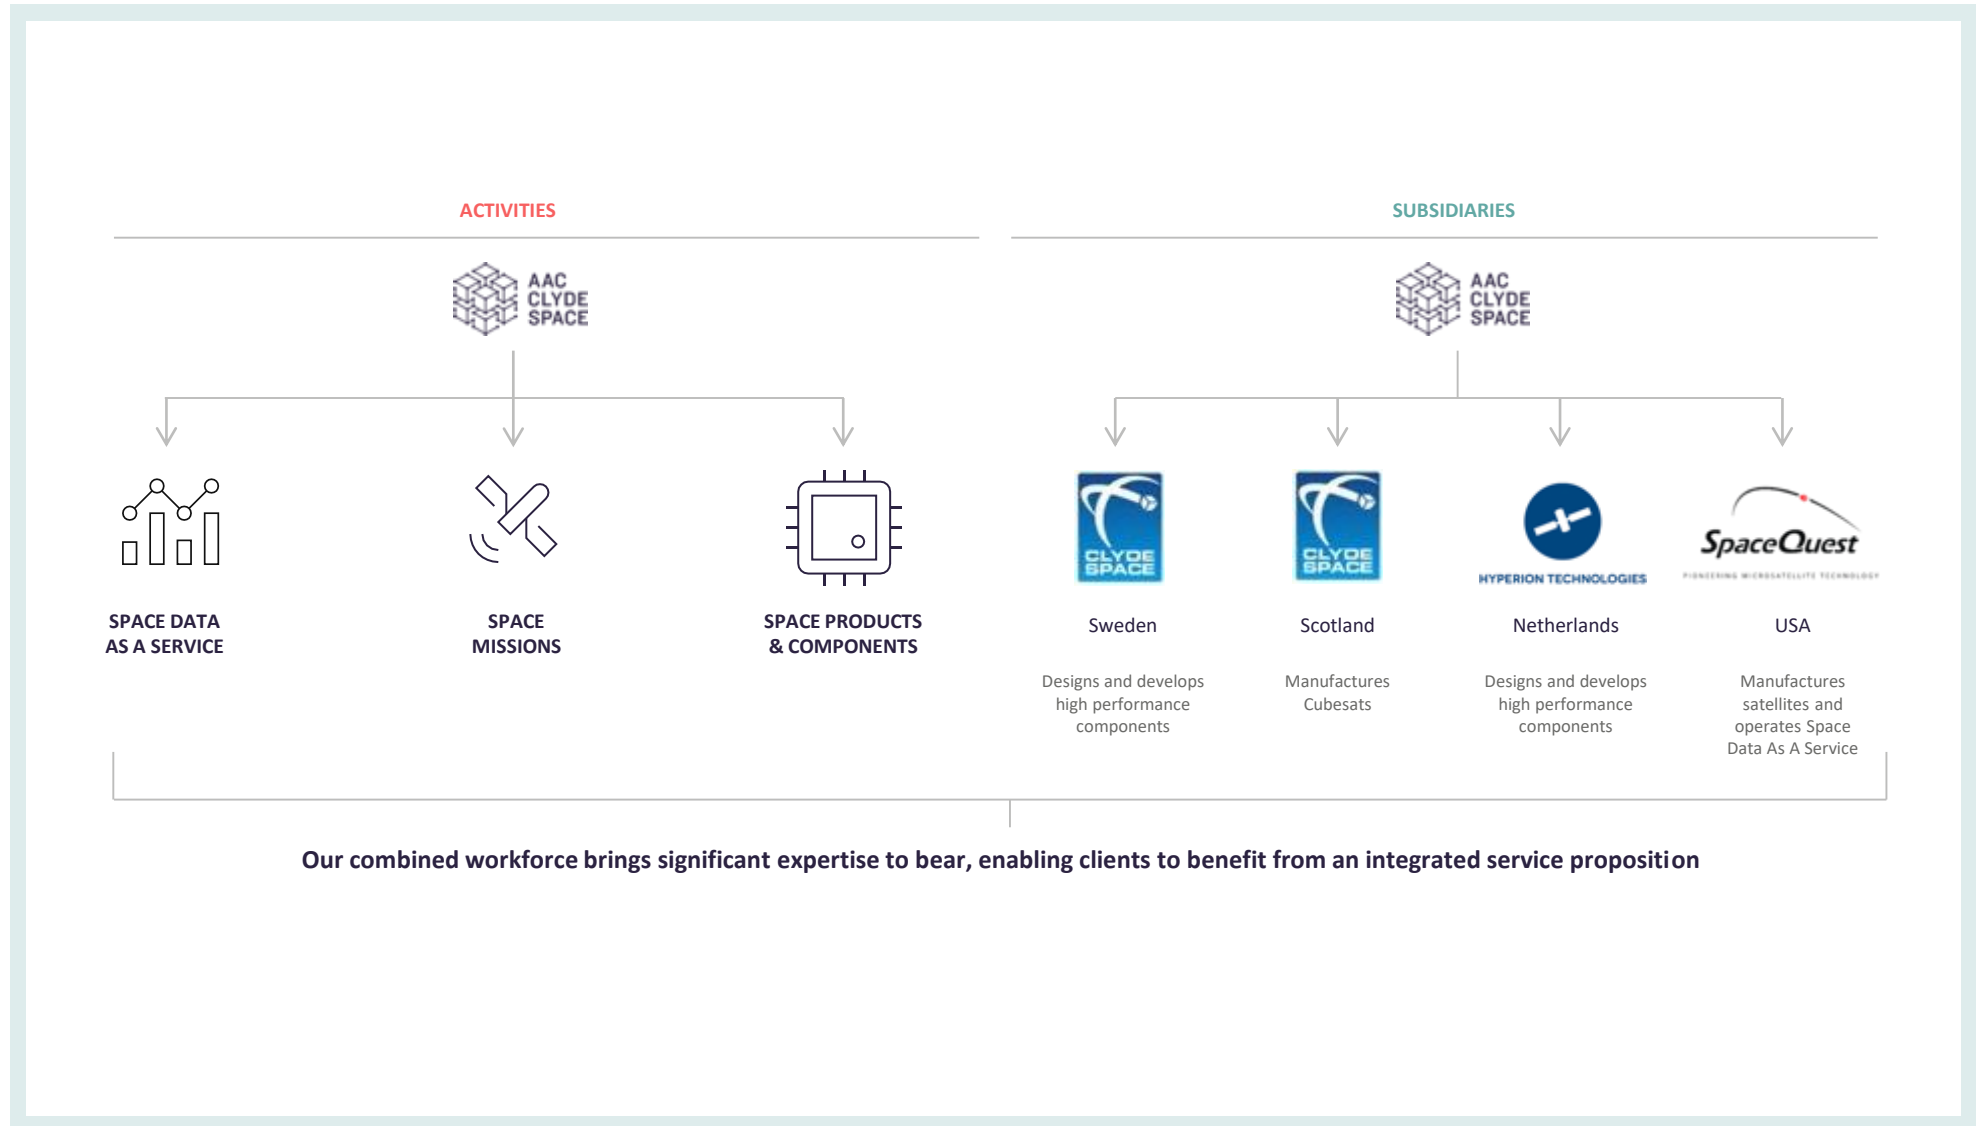 ACTIVITIES
AAC
CLYDE
SPACE
SPACE DATA
AS A SERVICE
SPACE
MISSIONS
SPACE PRODUCTS
& COMPONENTS
SUBSIDIARIES
AAC
CLYDE
SPACE
CLYDE
SPACE
Sweden
Designs and develops
high performance
components
CLYDE
SPACE
Scotland
Manufactures
Cubesats
HYPERION TECHNOLOGIES
Netherlands
Designs and develops
high performance
components
SpaceQuest
PIONEERING MICROSATELLITE TECHNOLOGY
USA
Manufactures
satellites and
operates Space
Data As A Service
Our combined workforce brings significant expertise to bear, enabling clients to benefit from an integrated service proposition